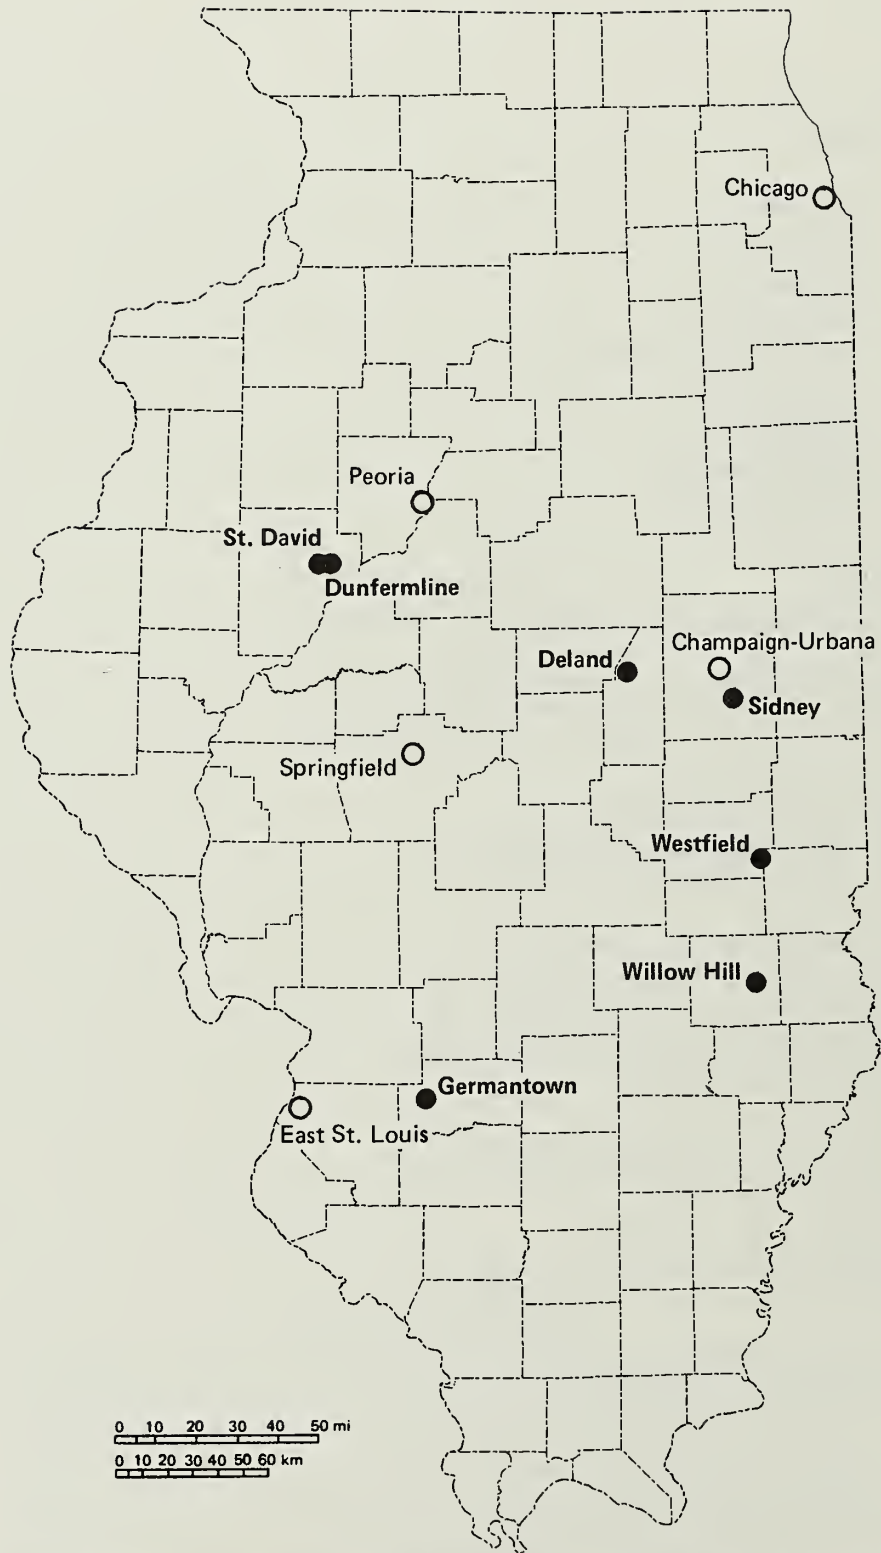 Chicago
Peoria
St. David
Dunfermline
Champaign-Urbana
Deland
Sidney
Springfield
Westfield
Willow Hill
Germantown
East St. Louis
0 10 20 30 40 50 mi
0 10 20 30 40 50 60 km